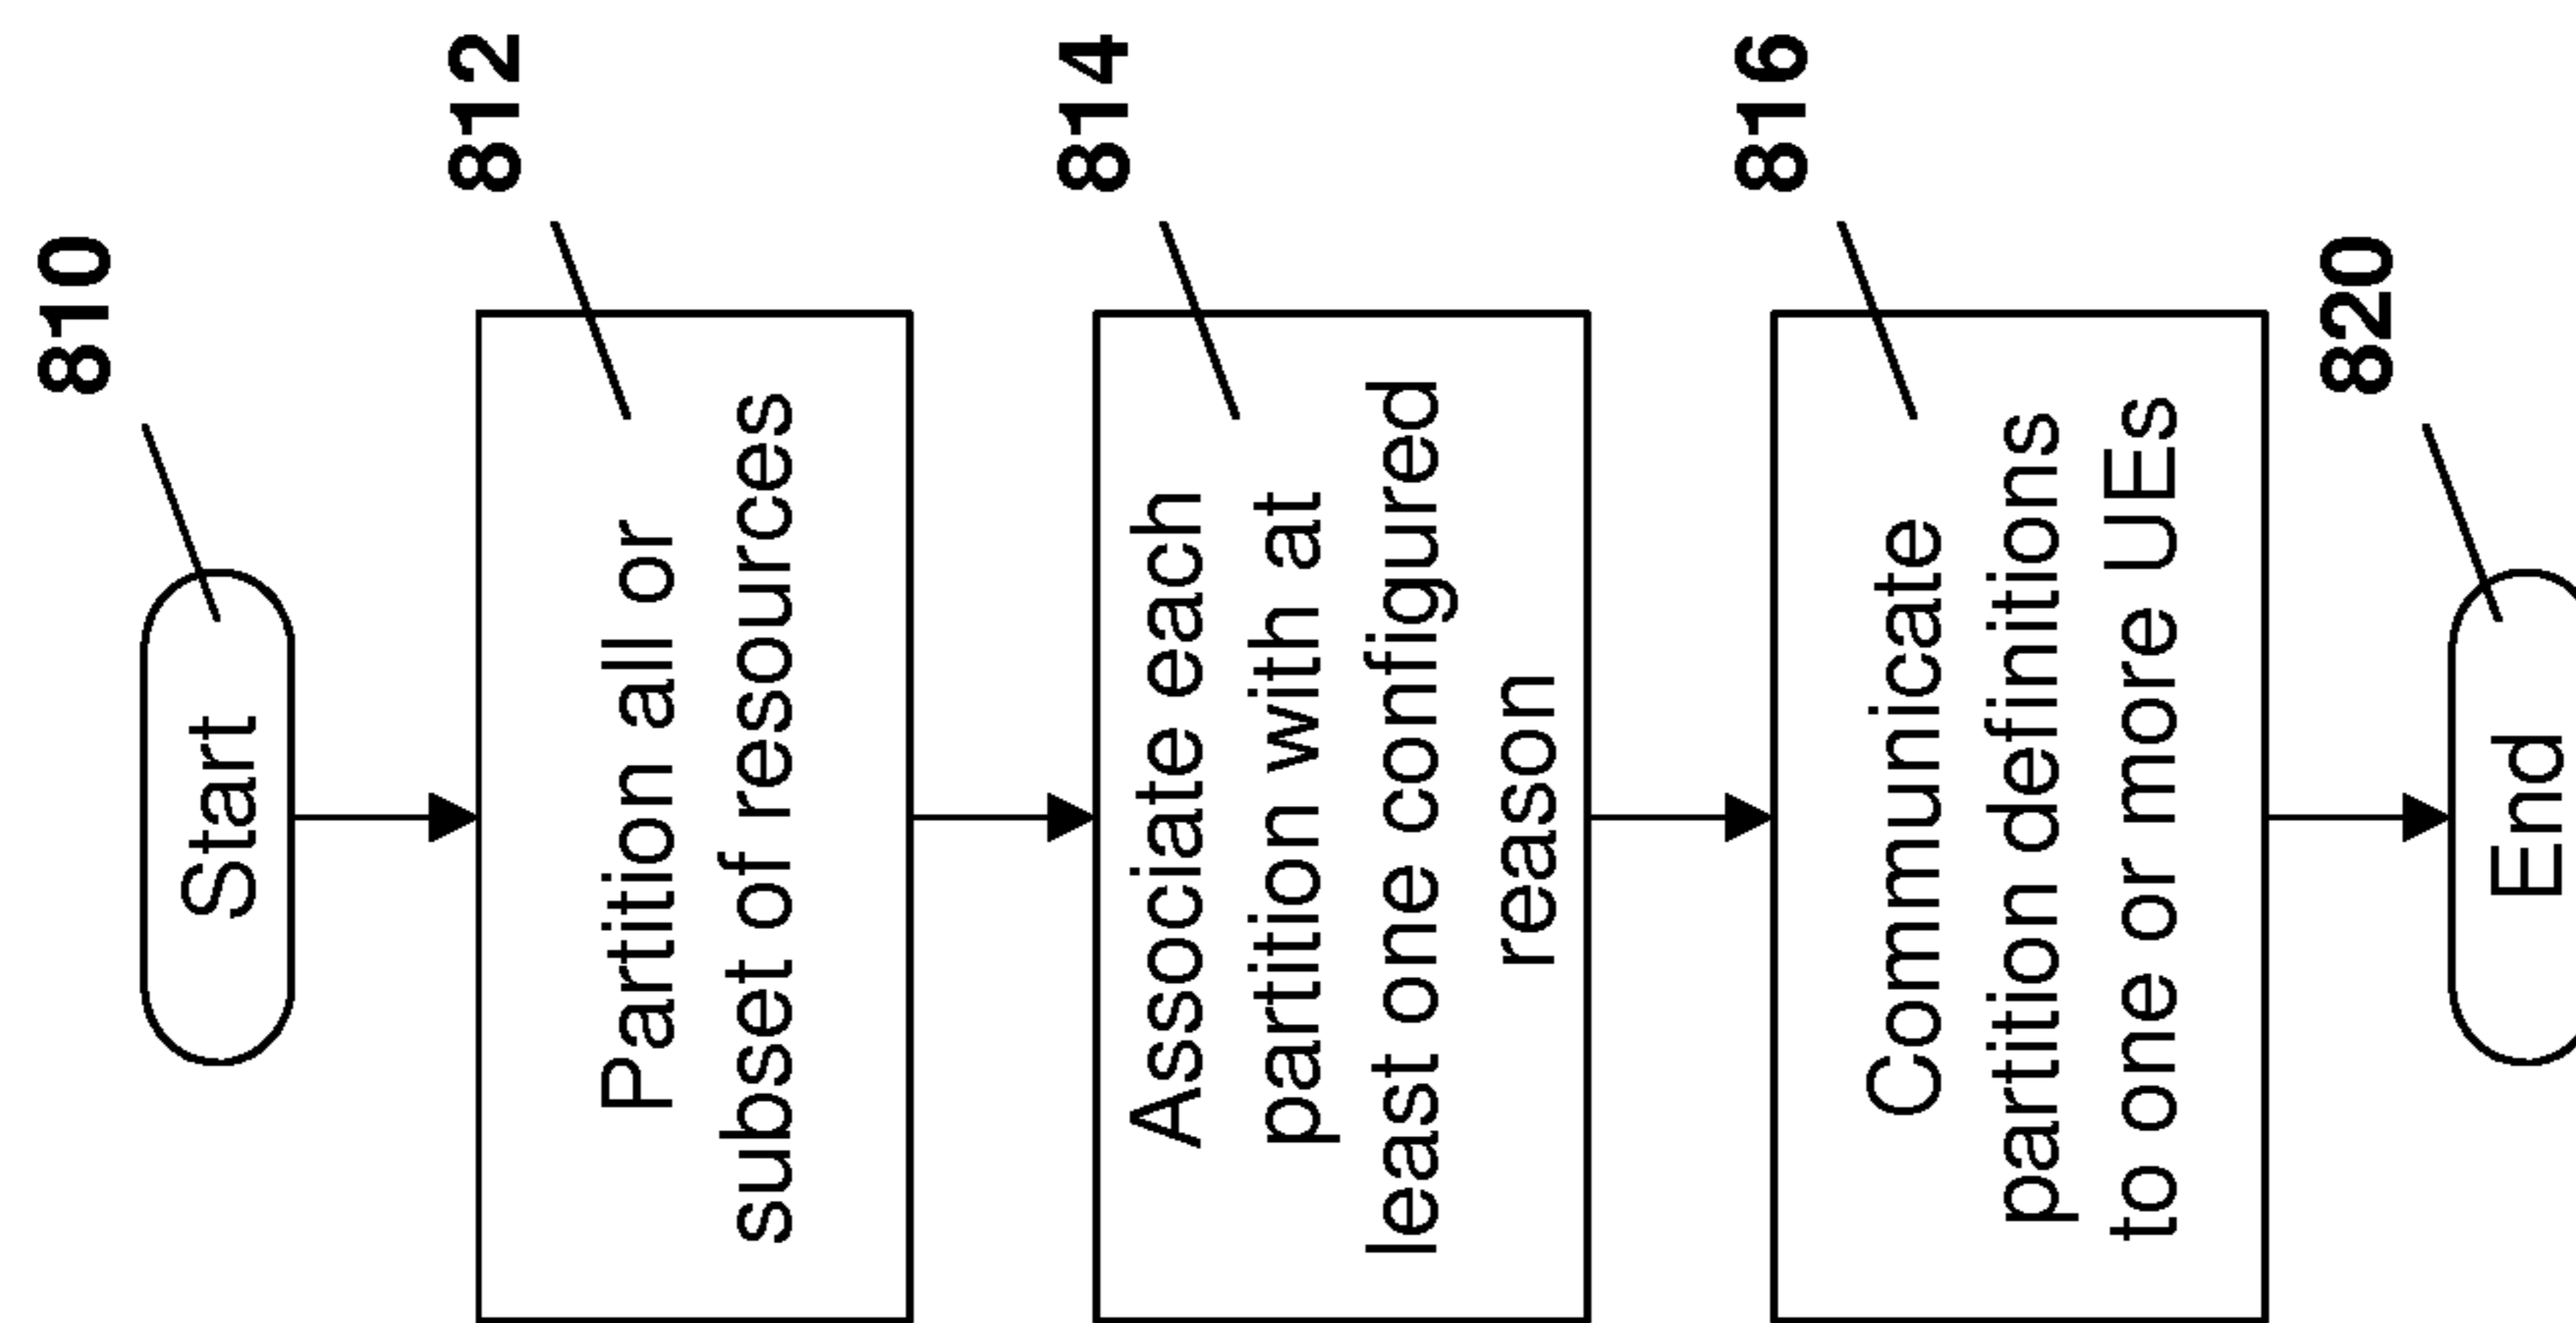 810
Start
812
Partition all or
subset of resources
814
Associate each
partition with at
least one configured
reason
816
Communicate
partition definitions
to one or more UEs
820
End